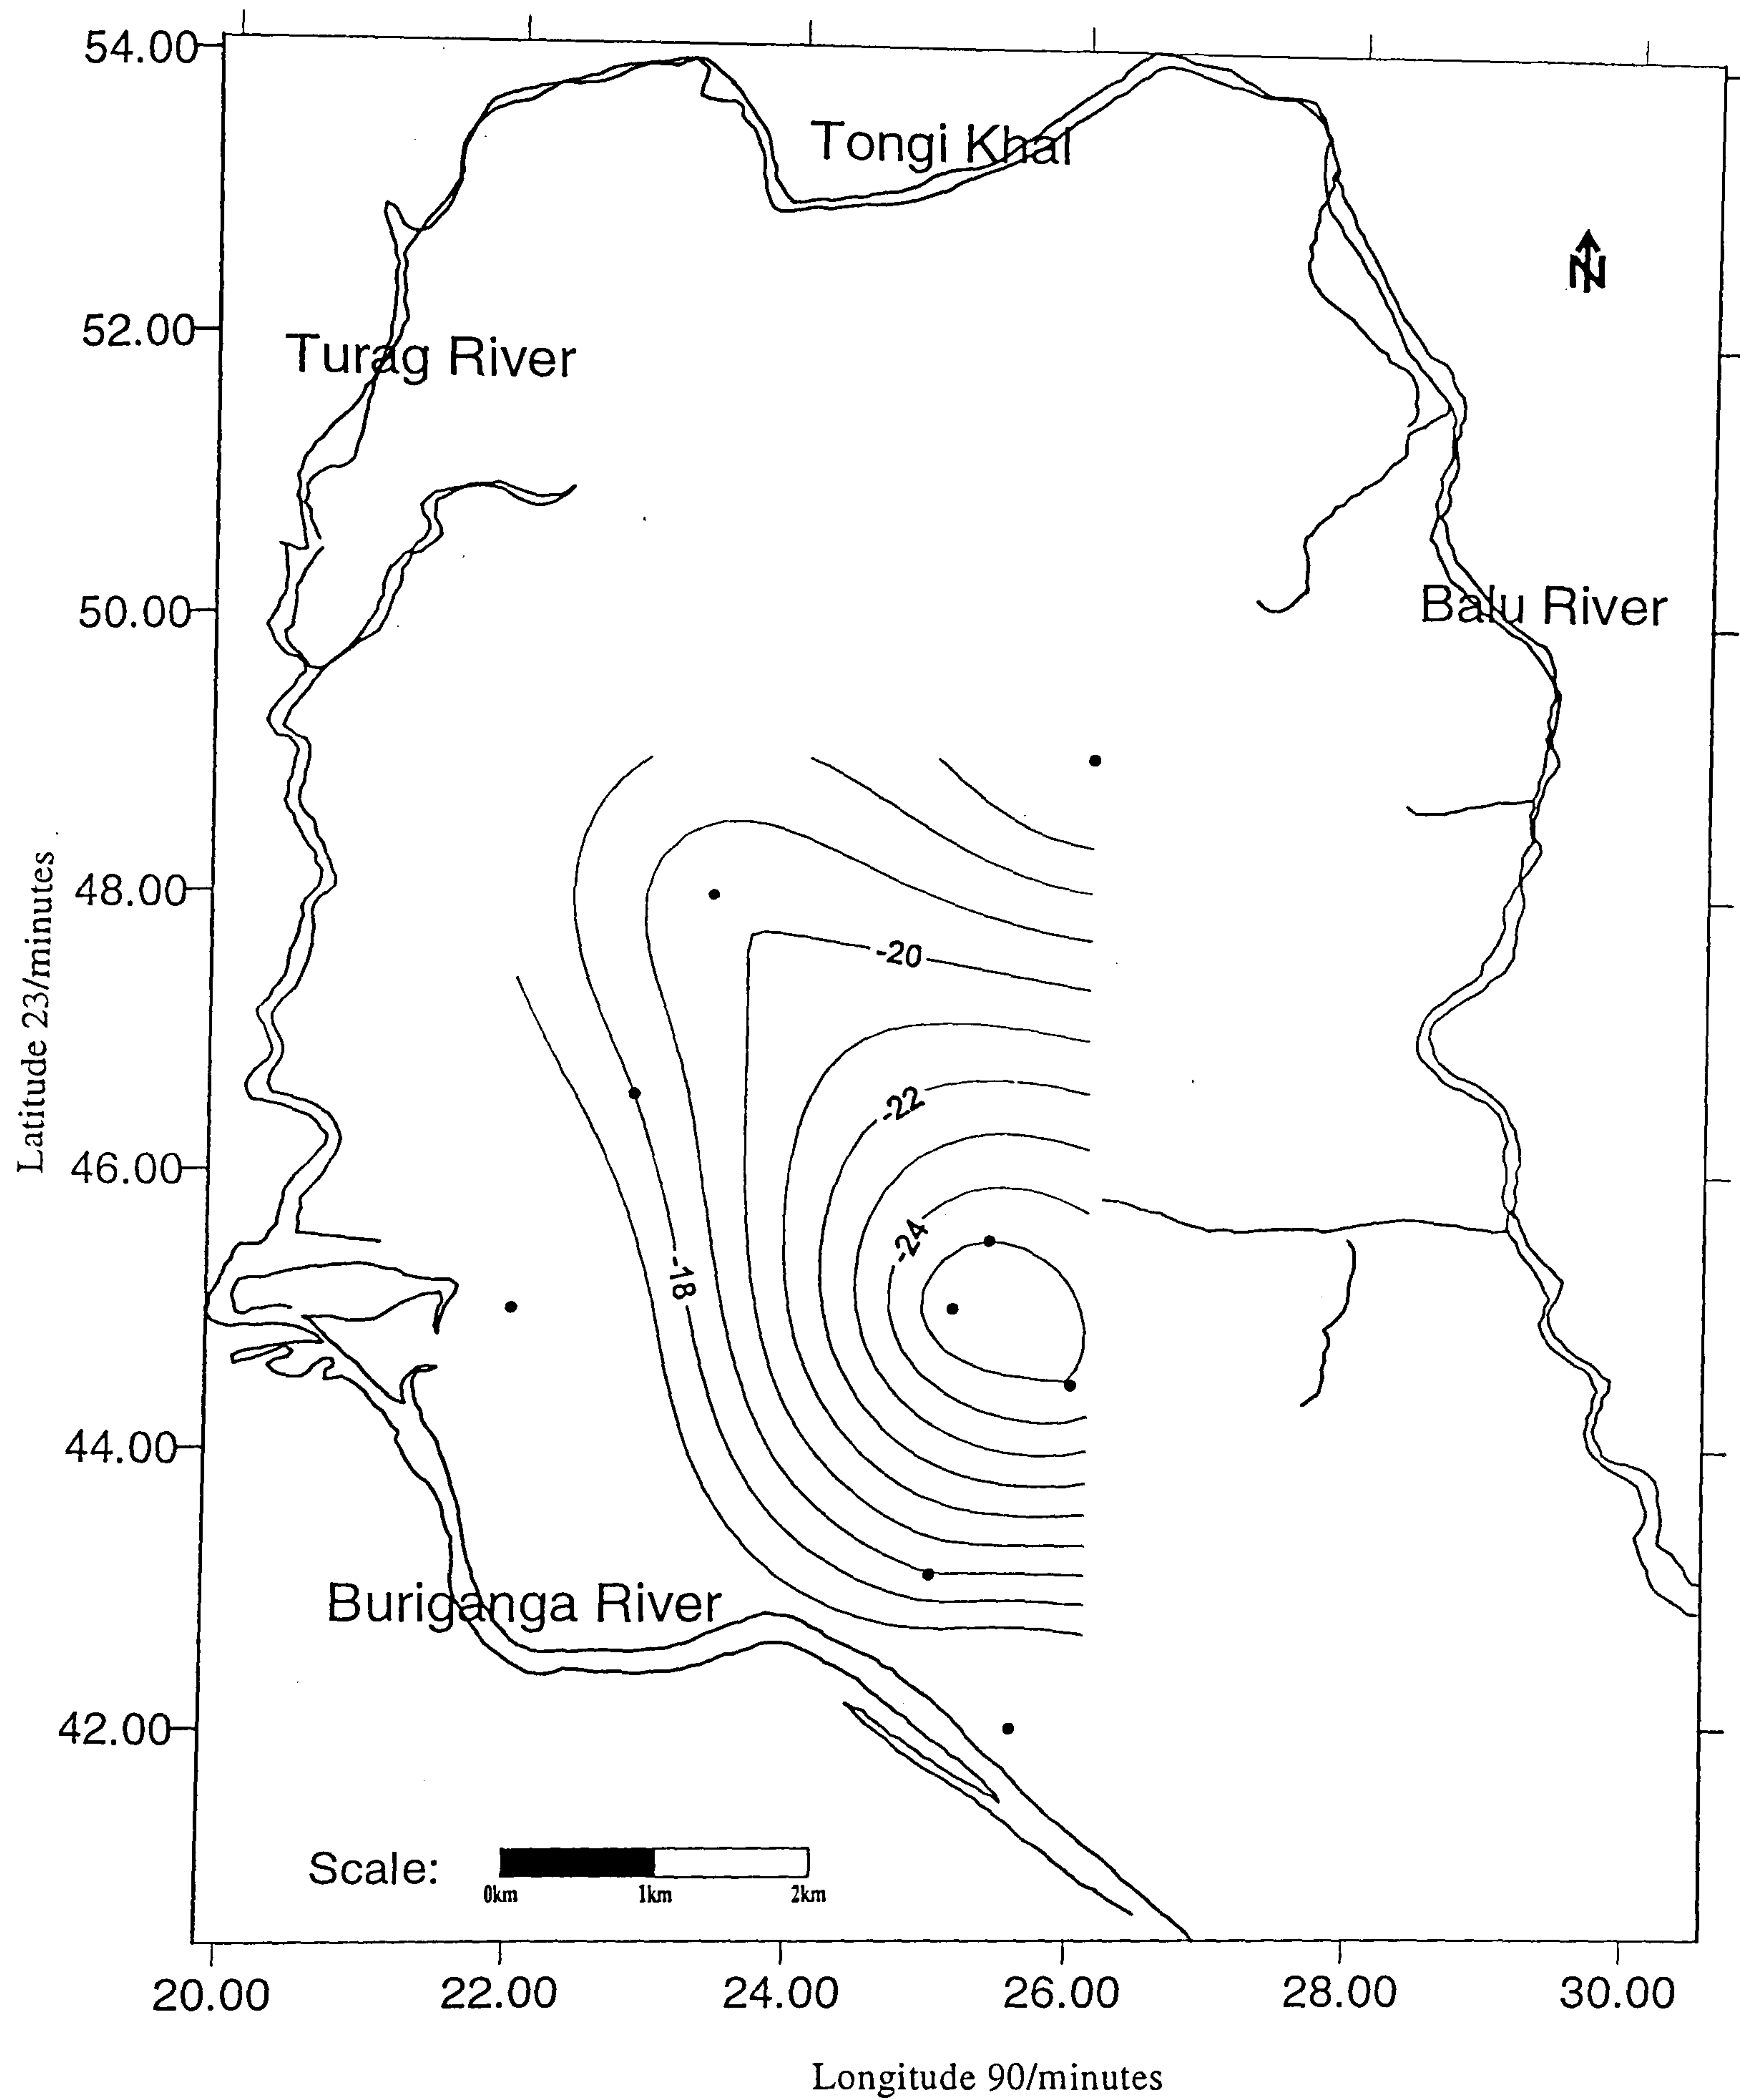 54.00
Tongi Khal
N
52.00
Turag River
50.00
Balu River
48.00
-20
-22
Latitude 23/minutes
46.00
-24
-18
44.00
Buriganga River
42.00
Scale:
0km 1km 2km
20.00 22.00 24.00 26.00 28.00 30.00
Longitude 90/minutes